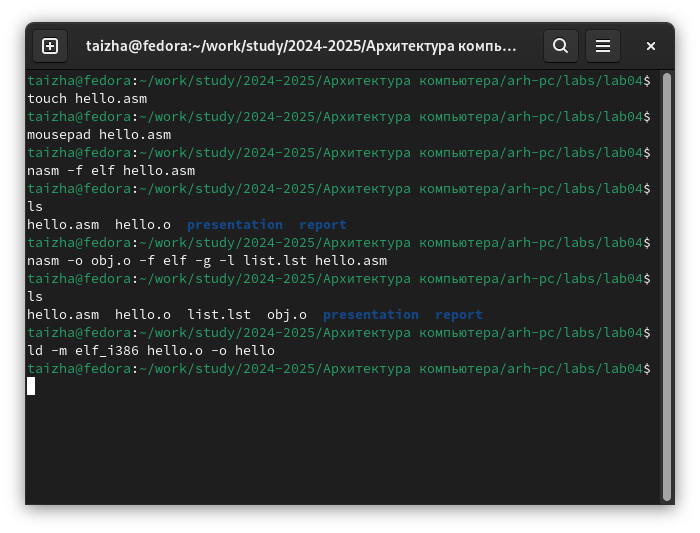 taizha@fedora:~/work/study/2024-2025/Архитектура компь...
taizha@fedora:~/work/study/2024-2025/Архитектура компьютера/arh-pc/labs/lab04$
touch hello.asm
taizha@fedora:~/work/study/2024-2025/Архитектура компьютера/arh-pc/labs/lab04$
mousepad hello.asm
taizha@fedora:~/work/study/2024-2025/Архитектура компьютера/arh-pc/labs/lab04$
nasm -f elf hello.asm
taizha@fedora:~/work/study/2024-2025/Архитектура компьютера/arh-pc/labs/lab04$
ls
hello.asm  hello.o  presentation  report
taizha@fedora:~/work/study/2024-2025/Архитектура компьютера/arh-pc/labs/lab04$
nasm -o obj.o -f elf -g -l list.lst hello.asm
taizha@fedora:~/work/study/2024-2025/Архитектура компьютера/arh-pc/labs/lab04$
ls
hello.asm  hello.o  list.lst  obj.o  presentation  report
taizha@fedora:~/work/study/2024-2025/Архитектура компьютера/arh-pc/labs/lab04$
ld -m elf_i386 hello.o -o hello
taizha@fedora:~/work/study/2024-2025/Архитектура компьютера/arh-pc/labs/lab04$